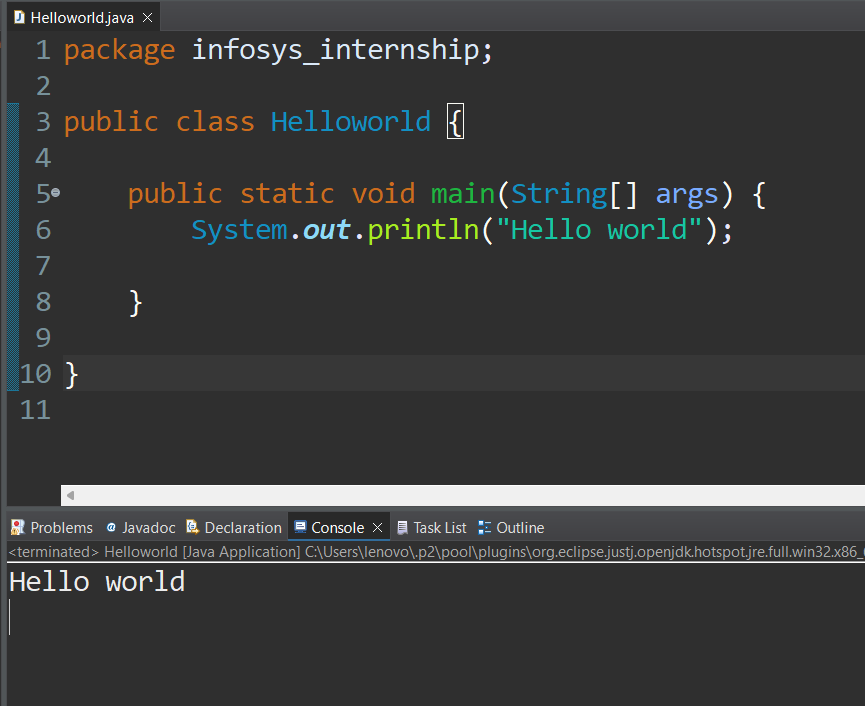 Helloworld.java
1 package infosys_internship;
2
3 public class Helloworld {
4
5 public static void main(String[] args) {
6 System.out.println("Hello world");
7
8 }
9
10 }
11
Problems Javadoc Declaration Console Task List Outline
<terminated> Helloworld [Java Application] C:\Users\lenovo\.p2\pool\plugins\org.eclipse.justj.openjdk.hotspot.jre.full.win32.x86_
Hello world